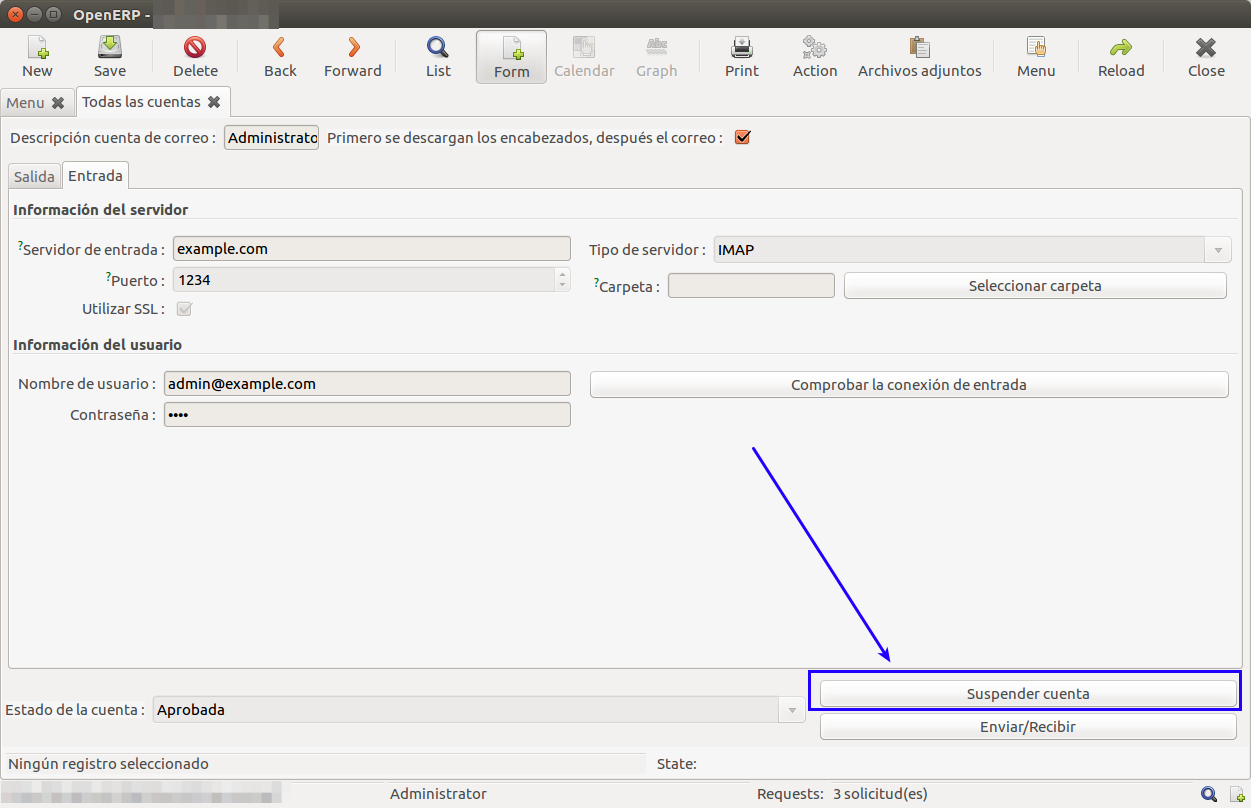 OpenERP -
New Save Delete Back Forward List Form Calendar Abc Graph Print Action Archivos adjuntos Menu Reload Close
Menu Todas las cuentas
Descripción cuenta de correo : Administrato Primero se descargan los encabezados, después el correo :
Salida Entrada
Información del servidor
?Servidor de entrada : example.com Tipo de servidor : IMAP
?Puerto : 1234
?Carpeta : Seleccionar carpeta
Utilizar SSL :
Información del usuario
Nombre de usuario : admin@example.com Comprobar la conexión de entrada
Contraseña : ••••
Suspender cuenta
Estado de la cuenta : Aprobada
Enviar/Recibir
Ningún registro seleccionado State:
Administrator Requests: 3 solicitud(es)